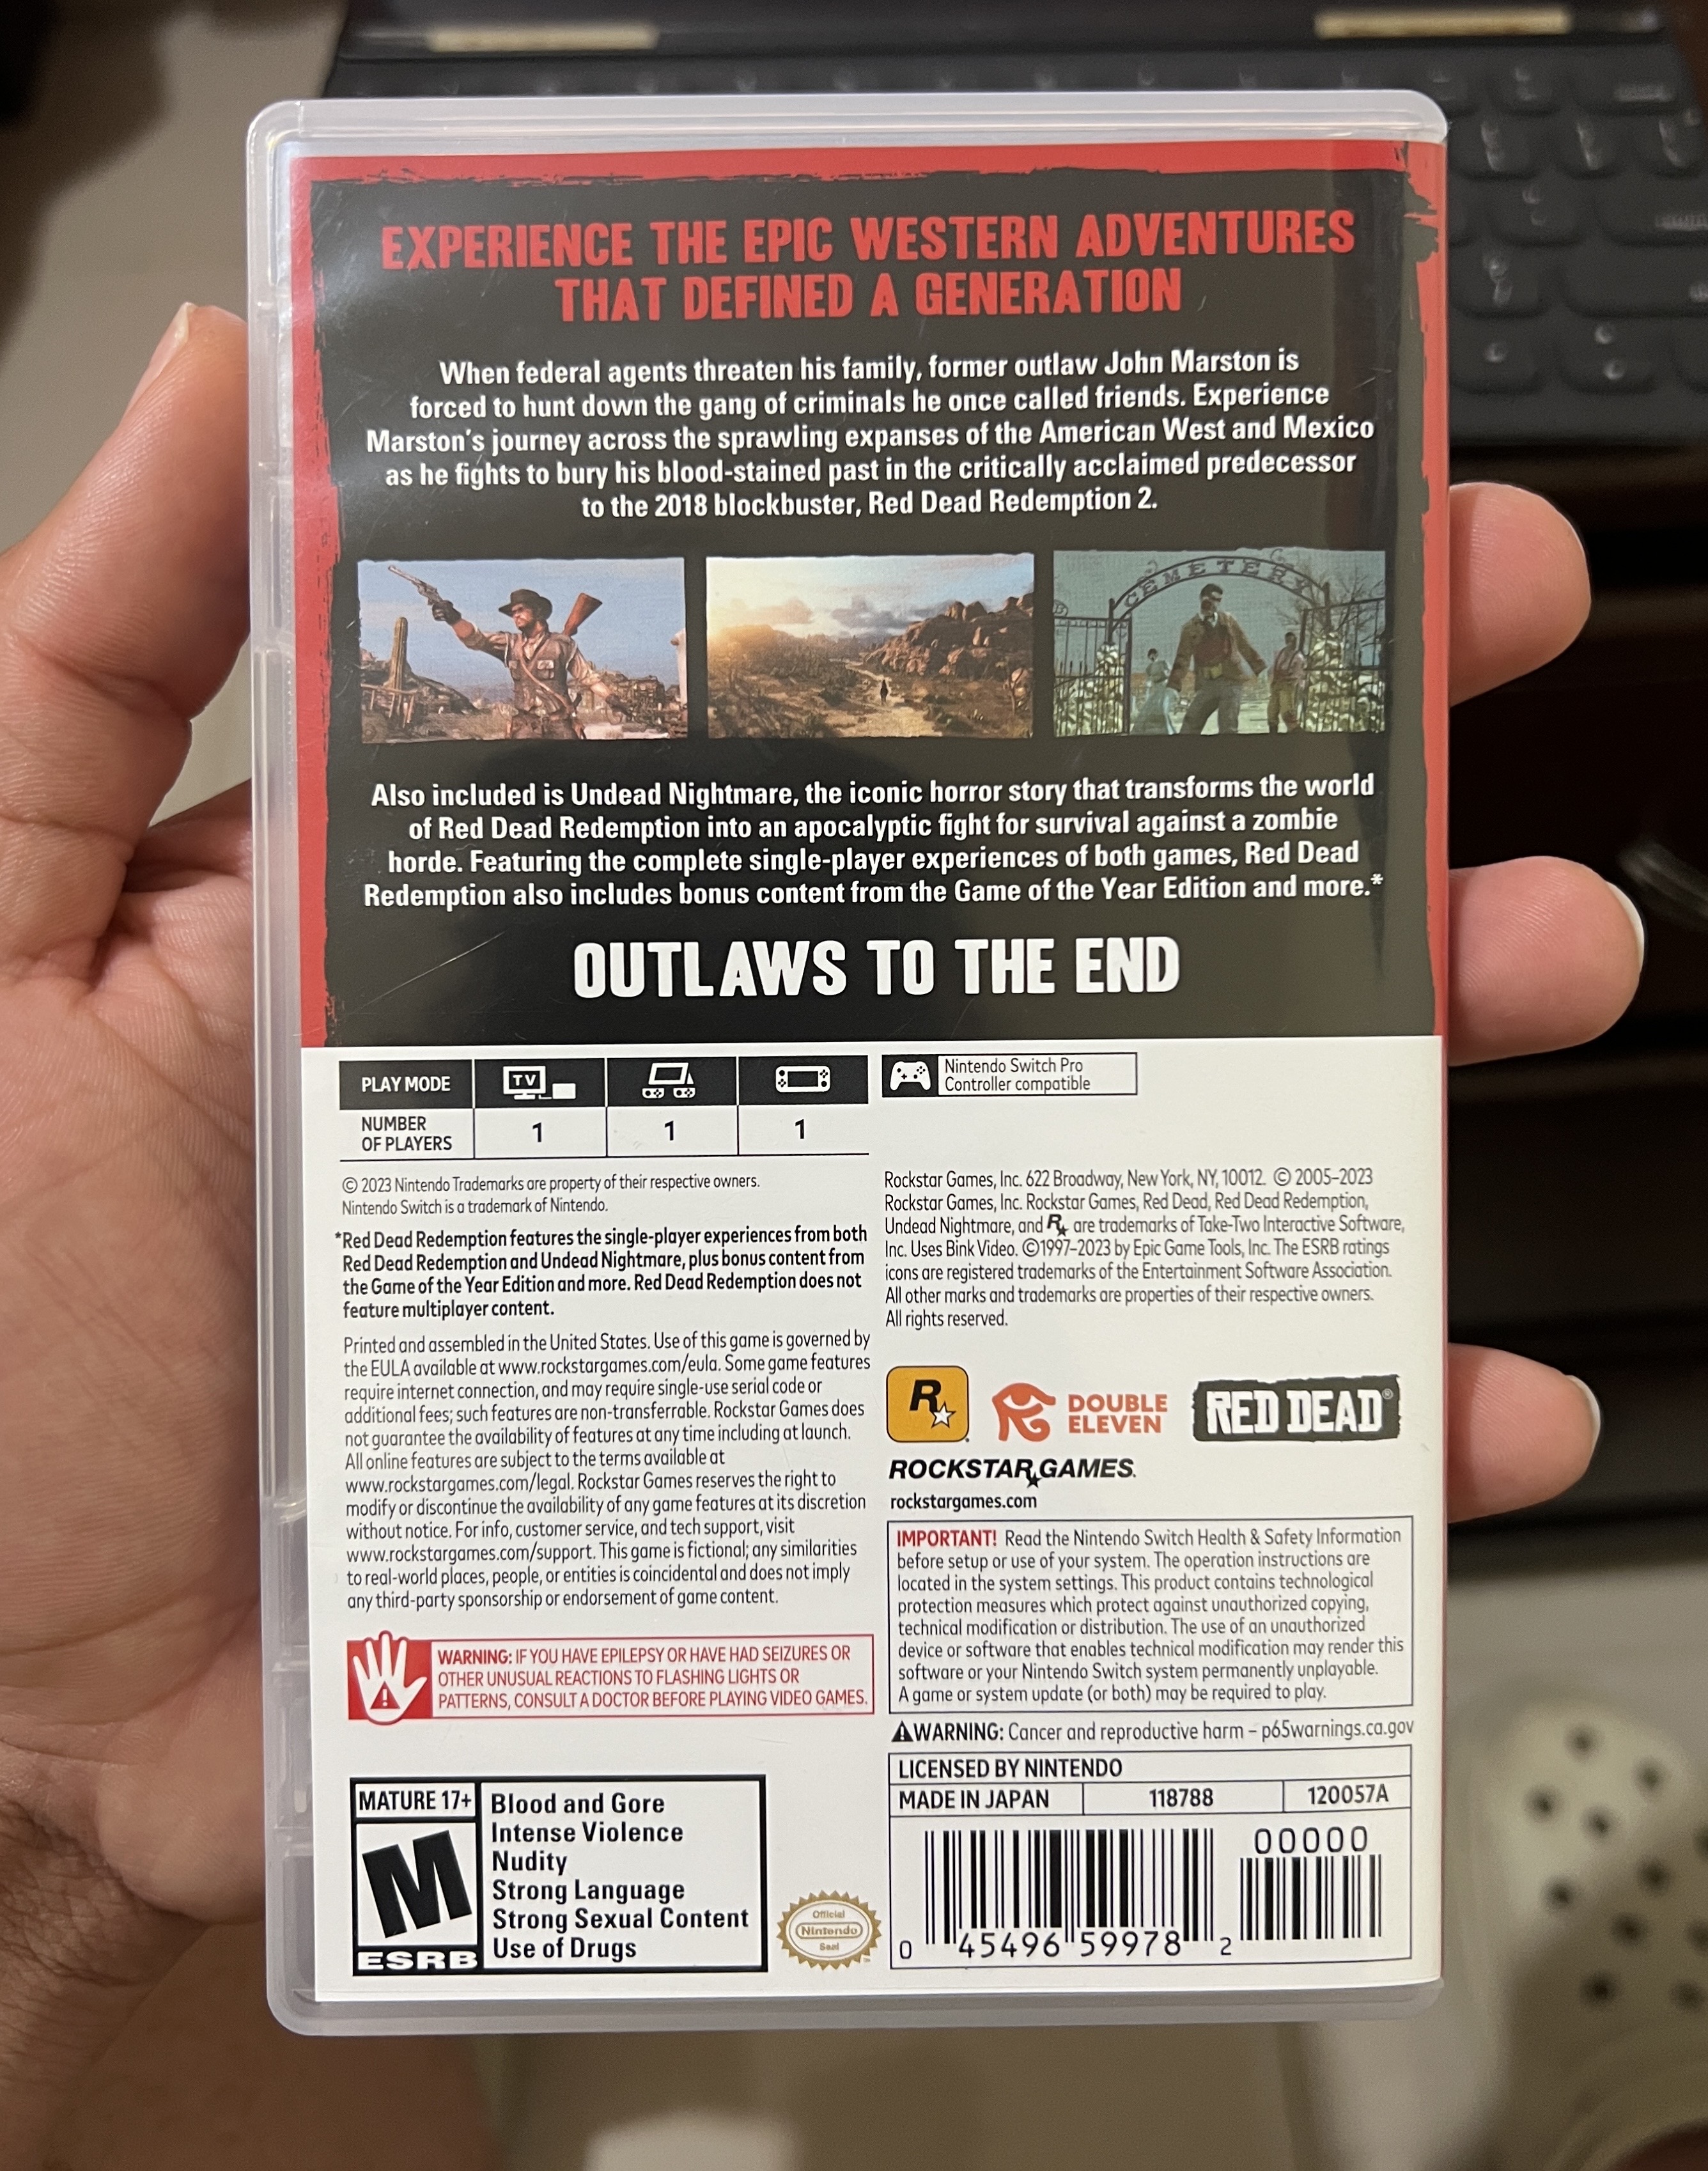 EXPERIENCE THE EPIC WESTERN ADVENTURES
THAT DEFINED A GENERATION
When federal agents threaten his family, former outlaw John Marston is
forced to hunt down the gang of criminals he once called friends. Experience
Marston's journey across the sprawling expanses of the American West and Mexico
as he fights to bury his blood-stained past in the critically acclaimed predecessor
to the 2018 blockbuster, Red Dead Redemption 2.
CEMETERY
Also included is Undead Nightmare, the iconic horror story that transforms the world
of Red Dead Redemption into an apocalyptic fight for survival against a zombie
horde. Featuring the complete single-player experiences of both games, Red Dead
Redemption also includes bonus content from the Game of the Year Edition and more.*
OUTLAWS TO THE END
PLAY MODE
TV
NUMBER
OF PLAYERS
1
1
1
Nintendo Switch Pro
Controller compatible
© 2023 Nintendo Trademarks are property of their respective owners.
Nintendo Switch is a trademark of Nintendo.
*Red Dead Redemption features the single-player experiences from both
Red Dead Redemption and Undead Nightmare, plus bonus content from
the Game of the Year Edition and more. Red Dead Redemption does not
feature multiplayer content.
Printed and assembled in the United States. Use of this game is governed by
the EULA available at www.rockstargames.com/eula. Some game features
require internet connection, and may require single-use serial code or
additional fees; such features are non-transferrable. Rockstar Games does
not guarantee the availability of features at any time including at launch.
All online features are subject to the terms available at
www.rockstargames.com/legal. Rockstar Games reserves the right to
modify or discontinue the availability of any game features at its discretion
without notice. For info, customer service, and tech support, visit
www.rockstargames.com/support. This game is fictional; any similarities
to real-world places, people, or entities is coincidental and does not imply
any third-party sponsorship or endorsement of game content.
WARNING: IF YOU HAVE EPILEPSY OR HAVE HAD SEIZURES OR
OTHER UNUSUAL REACTIONS TO FLASHING LIGHTS OR
PATTERNS, CONSULT A DOCTOR BEFORE PLAYING VIDEO GAMES.
MATURE 17+
M
ESRB
Blood and Gore
Intense Violence
Nudity
Strong Language
Strong Sexual Content
Use of Drugs
Official
Nintendo
Seal
Rockstar Games, Inc. 622 Broadway, New York, NY, 10012. © 2005–2023
Rockstar Games, Inc. Rockstar Games, Red Dead, Red Dead Redemption,
Undead Nightmare, and R★ are trademarks of Take-Two Interactive Software,
Inc. Uses Bink Video. ©1997–2023 by Epic Game Tools, Inc. The ESRB ratings
icons are registered trademarks of the Entertainment Software Association.
All other marks and trademarks are properties of their respective owners.
All rights reserved.
R★
DOUBLE
ELEVEN
RED DEAD®
ROCKSTAR GAMES.
rockstargames.com
IMPORTANT! Read the Nintendo Switch Health & Safety Information
before setup or use of your system. The operation instructions are
located in the system settings. This product contains technological
protection measures which protect against unauthorized copying,
technical modification or distribution. The use of an unauthorized
device or software that enables technical modification may render this
software or your Nintendo Switch system permanently unplayable.
A game or system update (or both) may be required to play.
WARNING: Cancer and reproductive harm – p65warnings.ca.gov
LICENSED BY NINTENDO
MADE IN JAPAN 118788 120057A
00000
0 45496 59978 2